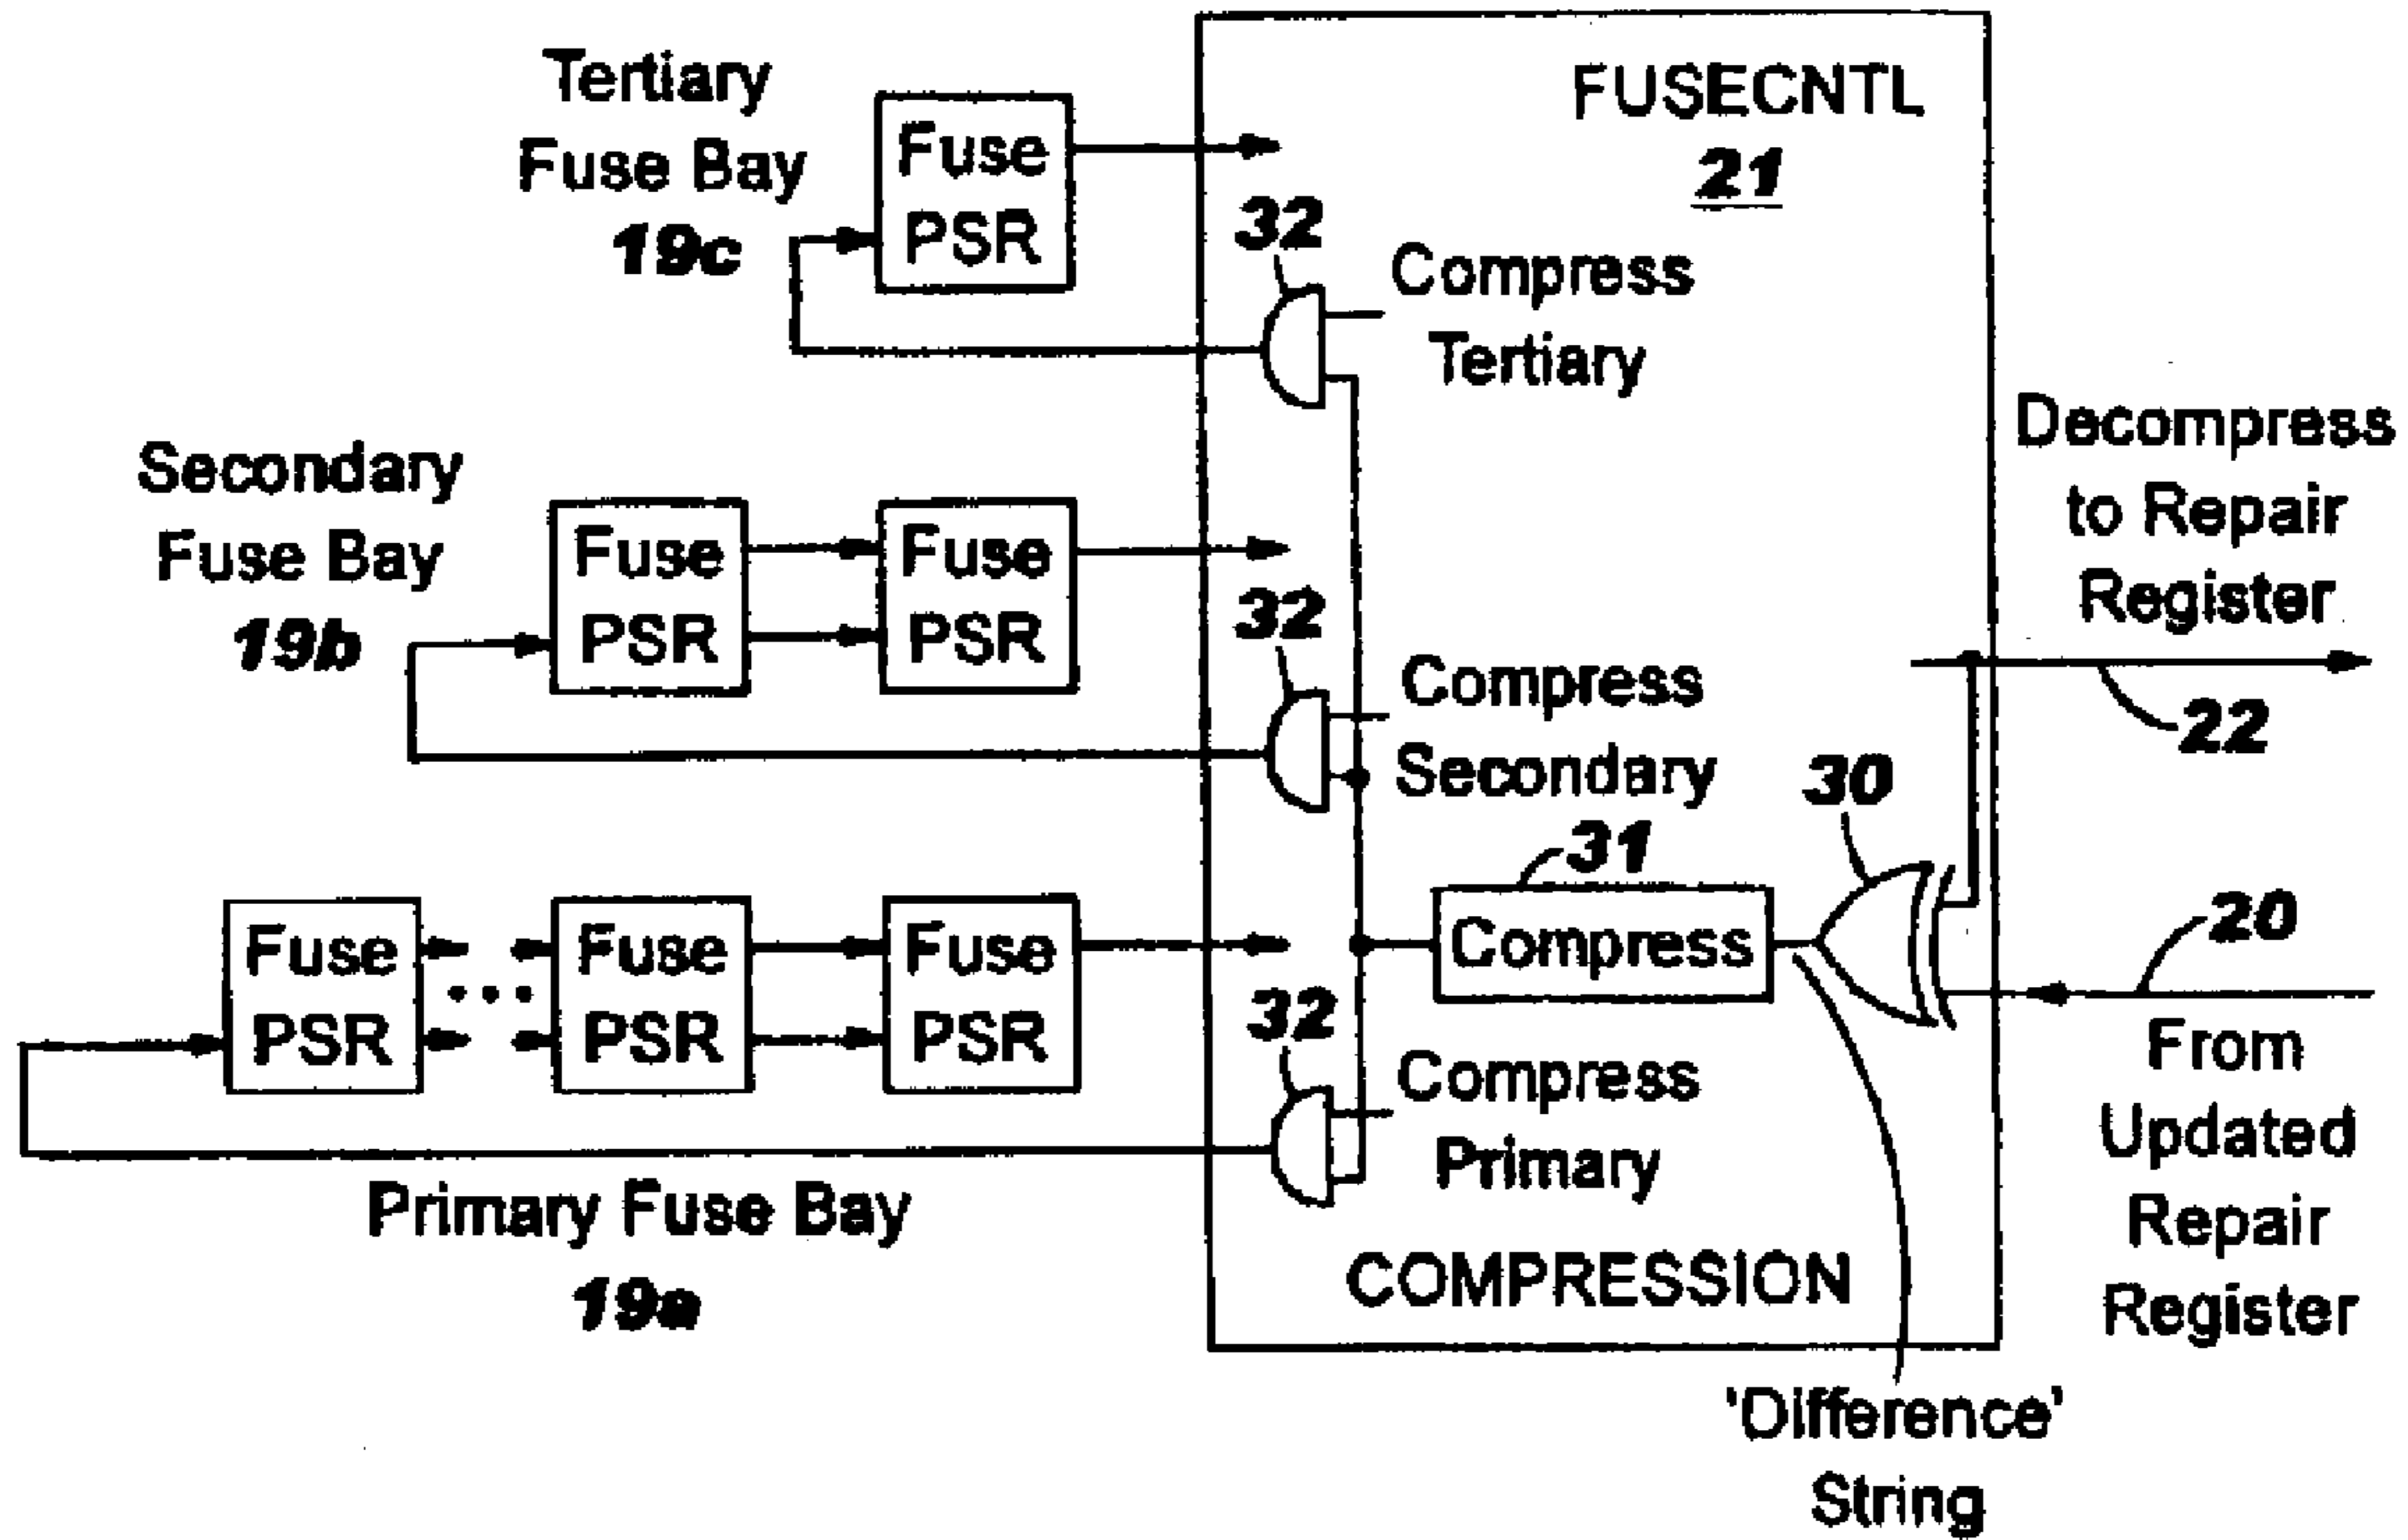 Tertiary
Fuse Bay
19c
Fuse
PSR
FUSECNTL
21
32
Compress
Tertiary
Secondary
Fuse Bay
19b
Fuse
PSR
Fuse
PSR
32
Compress
Secondary
Decompress
to Repair
Register
22
30
31
Compress
20
Fuse
PSR
...
Fuse
PSR
Fuse
PSR
32
Compress
Primary
From
Updated
Repair
Register
Primary Fuse Bay
19a
COMPRESSION
'Difference'
String